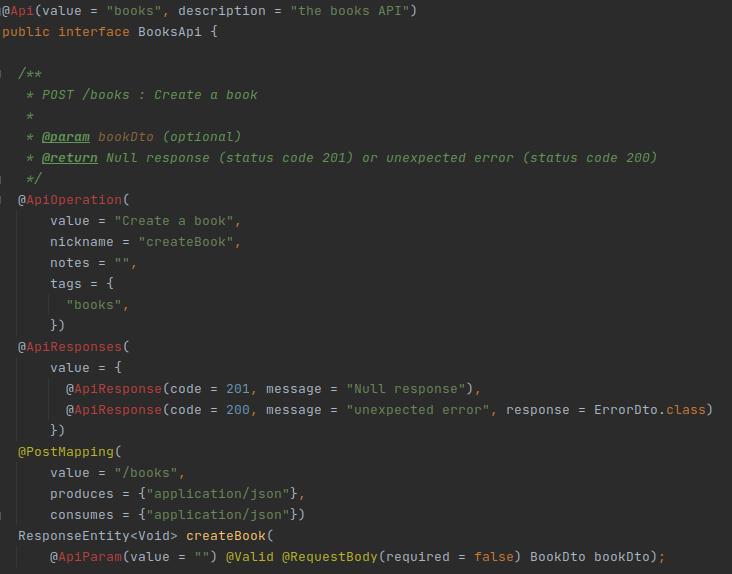 @Api(value = "books", description = "the books API")
public interface BooksApi {
/**
* POST /books : Create a book
*
* @param bookDto (optional)
* @return Null response (status code 201) or unexpected error (status code 200)
*/
@ApiOperation(
value = "Create a book",
nickname = "createBook",
notes = "",
tags = {
"books",
})
@ApiResponses(
value = {
@ApiResponse(code = 201, message = "Null response"),
@ApiResponse(code = 200, message = "unexpected error", response = ErrorDto.class)
})
@PostMapping(
value = "/books",
produces = {"application/json"},
consumes = {"application/json"})
ResponseEntity<Void> createBook(
@ApiParam(value = "") @Valid @RequestBody(required = false) BookDto bookDto);